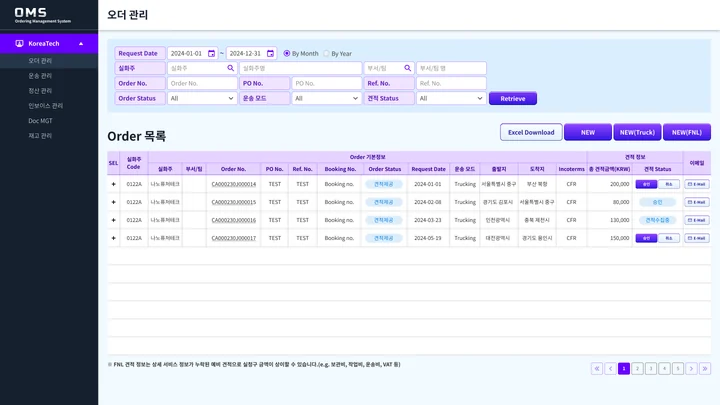 OMS
Ordering Management System
KoreaTech
오더 관리
운송 관리
정산 관리
인보이스 관리
Doc MGT
재고 관리
오더 관리
Request Date 2024-01-01 ~ 2024-12-31 By Month By Year
실화주 실화주 실화주명 부서/팀 부서/팀 명
Order No. Order No. PO No. PO No. Ref. No. Ref. No.
Order Status All 운송 모드 All 견적 Status All Retrieve
Order 목록
Excel Download NEW NEW(Truck) NEW(FNL)
SEL 실화주 Code Order 기본정보 견적 정보 이메일
실화주 부서/팀 Order No. PO No. Ref. No. Booking No. Order Status Request Date 운송 모드 출발지 도착지 Incoterms 총 견적금액(KRW) 견적 Status
+ 0122A 나노퓨처테크 CA000230J000014 TEST TEST Booking no. 견적제공 2024-01-01 Trucking 서울특별시 중구 부산 북항 CFR 200,000 승인 취소 E-Mail
+ 0122A 나노퓨처테크 CA000230J000015 TEST TEST Booking no. 견적제공 2024-02-08 Trucking 경기도 김포시 서울특별시 중구 CFR 80,000 승인 E-Mail
+ 0122A 나노퓨처테크 CA000230J000016 TEST TEST Booking no. 견적제공 2024-03-23 Trucking 인천광역시 충북 제천시 CFR 130,000 견적수집중 E-Mail
+ 0122A 나노퓨처테크 CA000230J000017 TEST TEST Booking no. 견적제공 2024-05-19 Trucking 대전광역시 경기도 용인시 CFR 150,000 승인 취소 E-Mail
※ FNL 견적 정보는 상세 서비스 정보가 누락된 예비 견적으로 실청구 금액이 상이할 수 있습니다.(e.g. 보관비, 작업비, 운송비, VAT 등)
« ‹ 1 2 3 4 5 › »